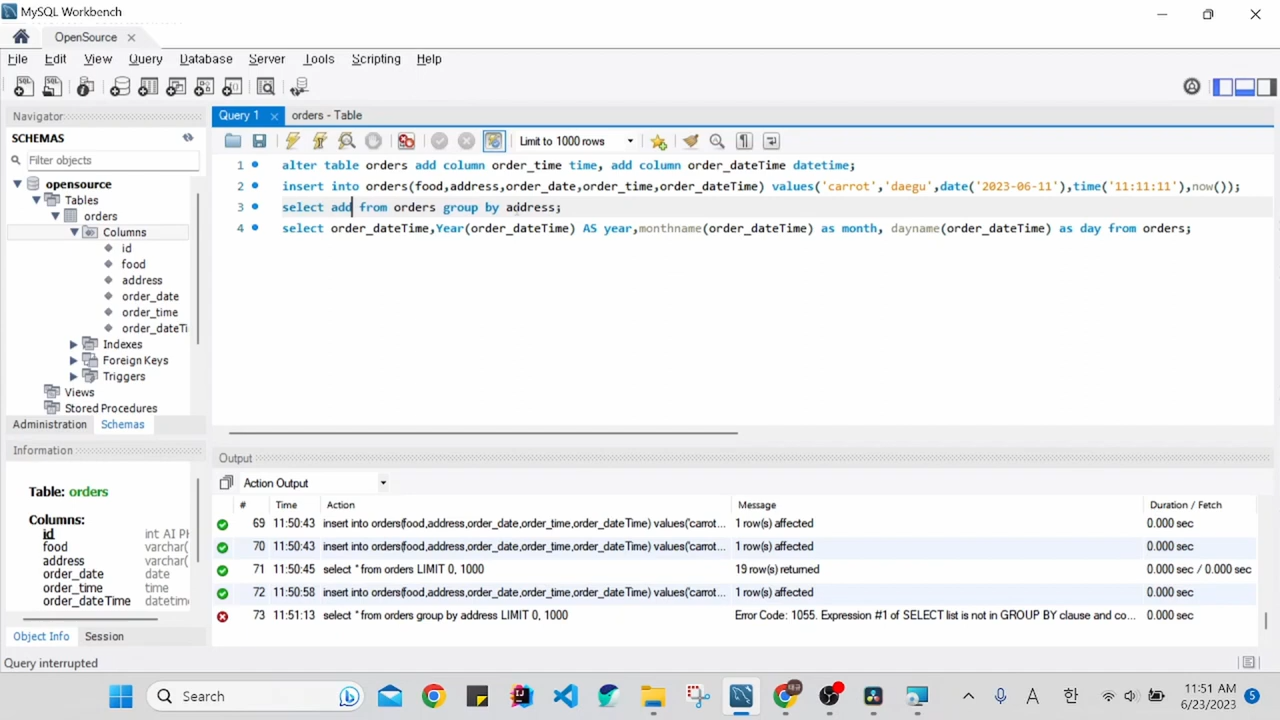 MySQL Workbench
OpenSource
File Edit View Query Database Server Tools Scripting Help
Navigator
SCHEMAS
Filter objects
opensource
Tables
orders
Columns
id
food
address
order_date
order_time
order_dateTi
Indexes
Foreign Keys
Triggers
Views
Stored Procedures
Administration Schemas
Information
Table: orders
Columns:
id int AI PK
food varchar(
address varchar(
order_date date
order_time time
order_dateTime datetime
Object Info Session
Query interrupted
Query 1 orders - Table
Limit to 1000 rows
1 alter table orders add column order_time time, add column order_dateTime datetime;
2 insert into orders(food,address,order_date,order_time,order_dateTime) values('carrot','daegu',date('2023-06-11'),time('11:11:11'),now());
3 select add from orders group by address;
4 select order_dateTime,Year(order_dateTime) AS year,monthname(order_dateTime) as month, dayname(order_dateTime) as day from orders;
Output
Action Output
# Time Action Message Duration / Fetch
69 11:50:43 insert into orders(food,address,order_date,order_time,order_dateTime) values('carrot... 1 row(s) affected 0.000 sec
70 11:50:43 insert into orders(food,address,order_date,order_time,order_dateTime) values('carrot... 1 row(s) affected 0.000 sec
71 11:50:45 select * from orders LIMIT 0, 1000 19 row(s) returned 0.000 sec / 0.000 sec
72 11:50:58 insert into orders(food,address,order_date,order_time,order_dateTime) values('carrot... 1 row(s) affected 0.000 sec
73 11:51:13 select * from orders group by address LIMIT 0, 1000 Error Code: 1055. Expression #1 of SELECT list is not in GROUP BY clause and co... 0.000 sec
Search
A 한 11:51 AM
6/23/2023 5